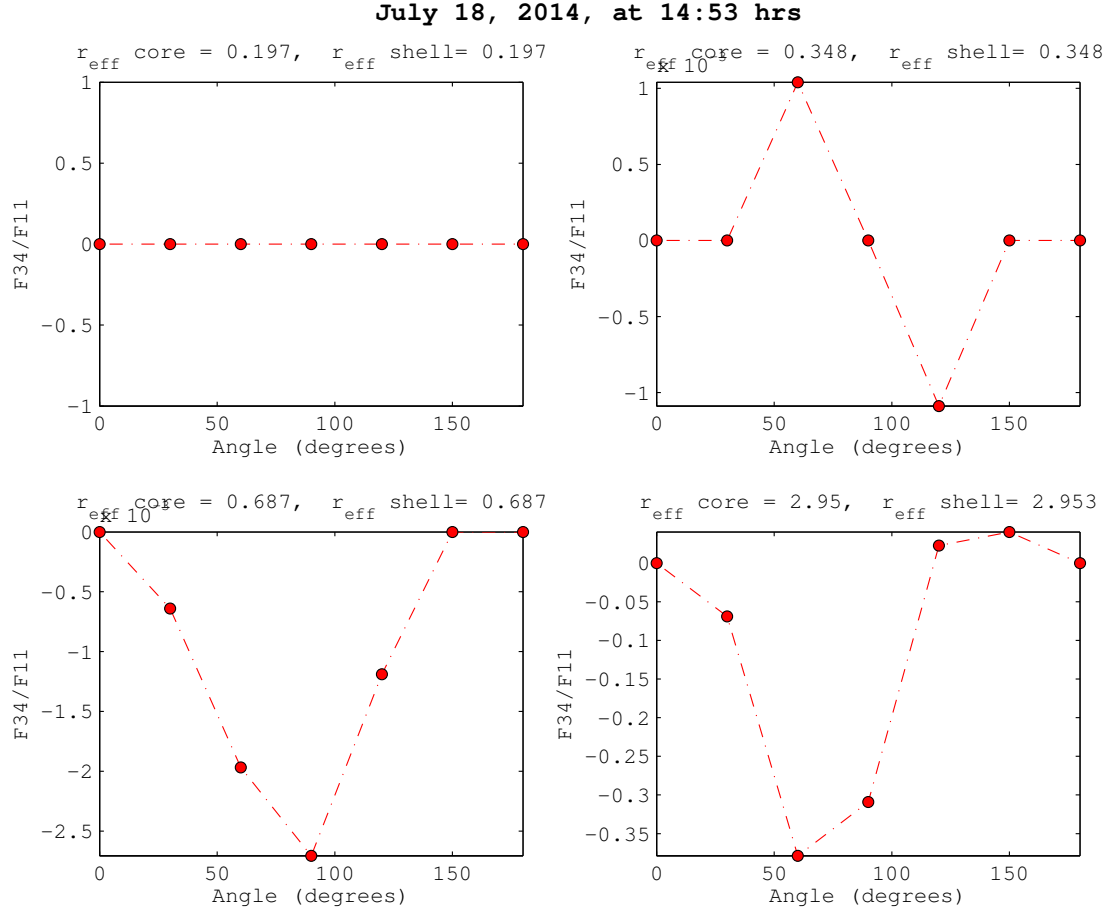 July 18, 2014, at 14:53 hrs
r_eff core = 0.197, r_eff shell= 0.197
1
0.5
0
−0.5
−1
F34/F11
0 50 100 150
Angle (degrees)
r_eff core = 0.348, r_eff shell= 0.348
x 10^−3
1
0.5
0
−0.5
−1
F34/F11
0 50 100 150
Angle (degrees)
r_eff core = 0.687, r_eff shell= 0.687
x 10^−3
0
−0.5
−1
−1.5
−2
−2.5
F34/F11
0 50 100 150
Angle (degrees)
r_eff core = 2.95, r_eff shell= 2.953
0
−0.05
−0.1
−0.15
−0.2
−0.25
−0.3
−0.35
F34/F11
0 50 100 150
Angle (degrees)